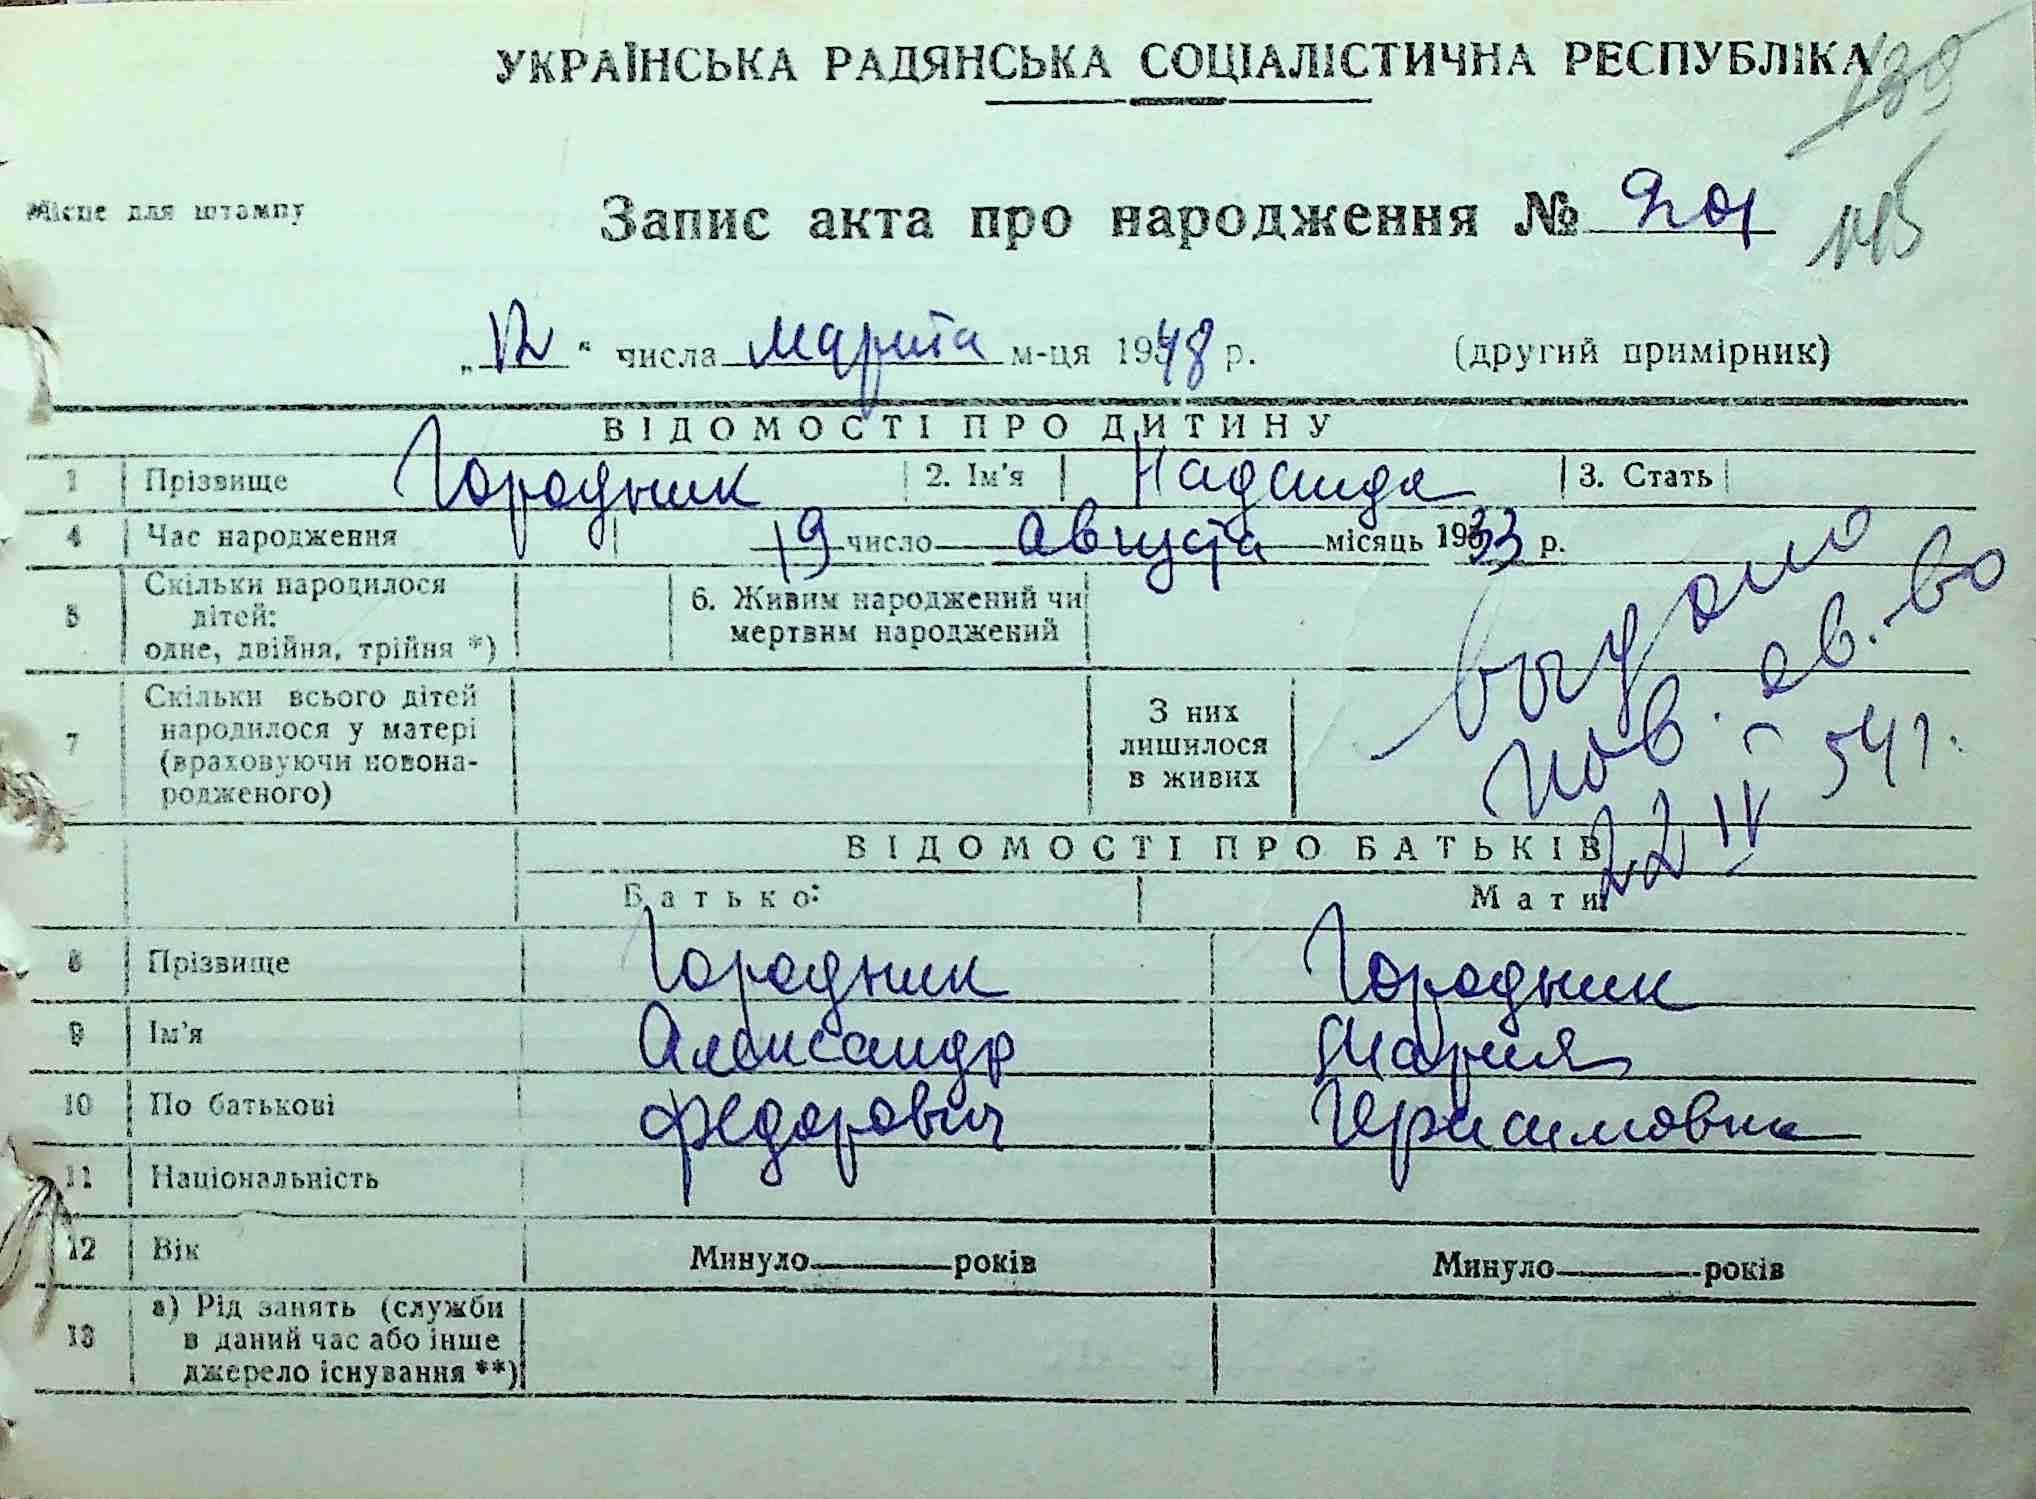 УКРАЇНСЬКА РАДЯНСЬКА СОЦІАЛІСТИЧНА РЕСПУБЛІКА
139
Місце для штампу
Запис акта про народження №
145
„12“ числа марта м-ця 1948 р. (другий примірник)
ВІДОМОСТІ ПРО ДИТИНУ
1 Прізвище Городник 2. Ім'я Надежда 3. Стать
4 Час народження 19 число августа місяць 1933 р.
5 Скільки народилося дітей: одне, двійня, трійня *) 6. Живим народжений чи мертвим народжений
выдано
пов. св.-во
22 IV 54 г.
7 Скільки всього дітей народилося у матері (враховуючи новонародженого) З них лишилося в живих
ВІДОМОСТІ ПРО БАТЬКІВ
Батько: Мати
8 Прізвище Городник Городник
9 Ім'я Александр Мария
10 По батькові Федорович Герасимовна
11 Національність
12 Вік Минуло років Минуло років
13 а) Рід занять (служби в даний час або інше джерело існування **)